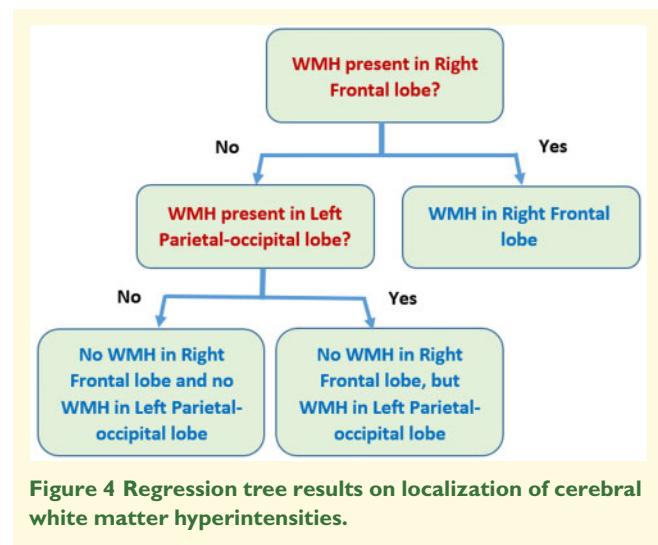 WMH present in Right
Frontal lobe?
No
Yes
WMH present in Left
Parietal-occipital lobe?
WMH in Right Frontal
lobe
No
Yes
No WMH in Right
Frontal lobe and no
WMH in Left Parietal-
occipital lobe
No WMH in Right
Frontal lobe, but
WMH in Left Parietal-
occipital lobe
Figure 4 Regression tree results on localization of cerebral
white matter hyperintensities.